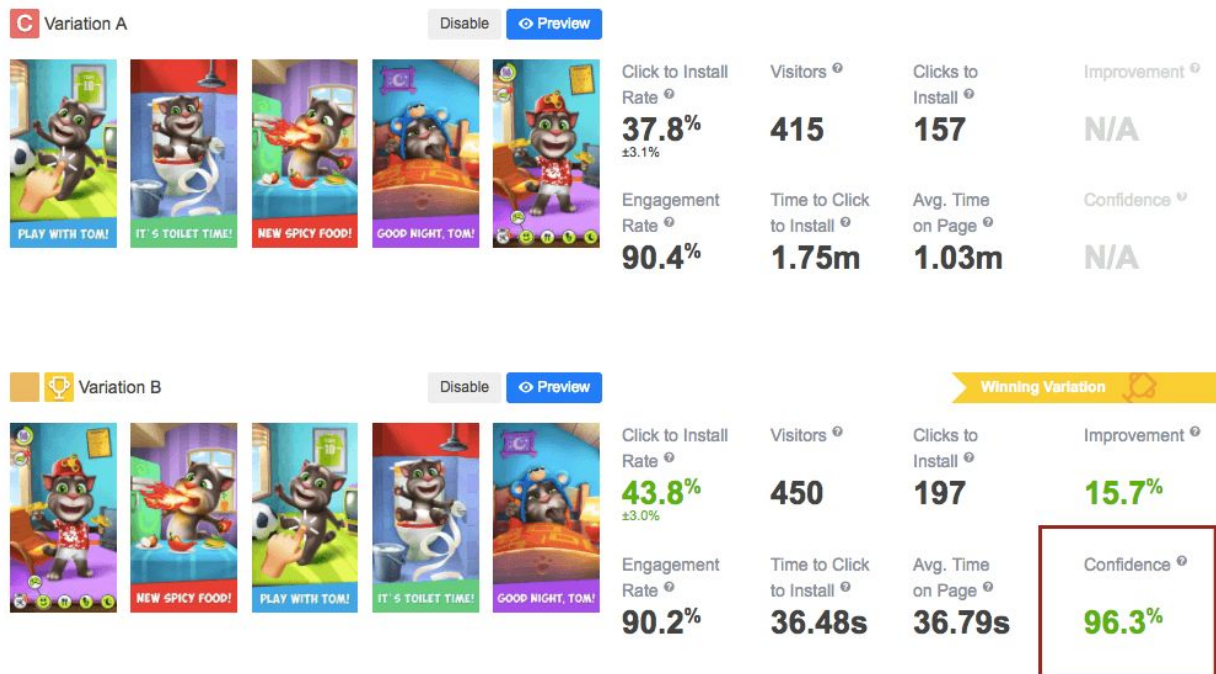 C Variation A
Disable
Preview
PLAY WITH TOM!
IT'S TOILET TIME!
NEW SPICY FOOD!
GOOD NIGHT, TOM!
Click to Install
Rate
37.8%
±3.1%
Visitors
415
Clicks to
Install
157
Improvement
N/A
Engagement
Rate
90.4%
Time to Click
to Install
1.75m
Avg. Time
on Page
1.03m
Confidence
N/A
Variation B
Disable
Preview
Winning Variation
NEW SPICY FOOD!
PLAY WITH TOM!
IT'S TOILET TIME!
GOOD NIGHT, TOM!
Click to Install
Rate
43.8%
±3.0%
Visitors
450
Clicks to
Install
197
Improvement
15.7%
Engagement
Rate
90.2%
Time to Click
to Install
36.48s
Avg. Time
on Page
36.79s
Confidence
96.3%